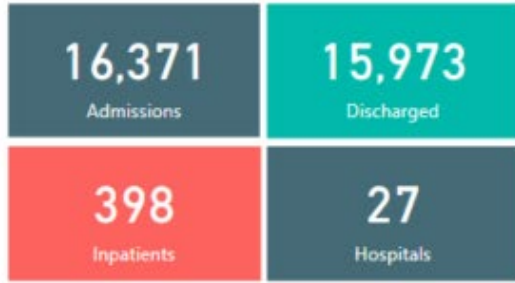 16,371
Admissions
15,973
Discharged
398
Inpatients
27
Hospitals